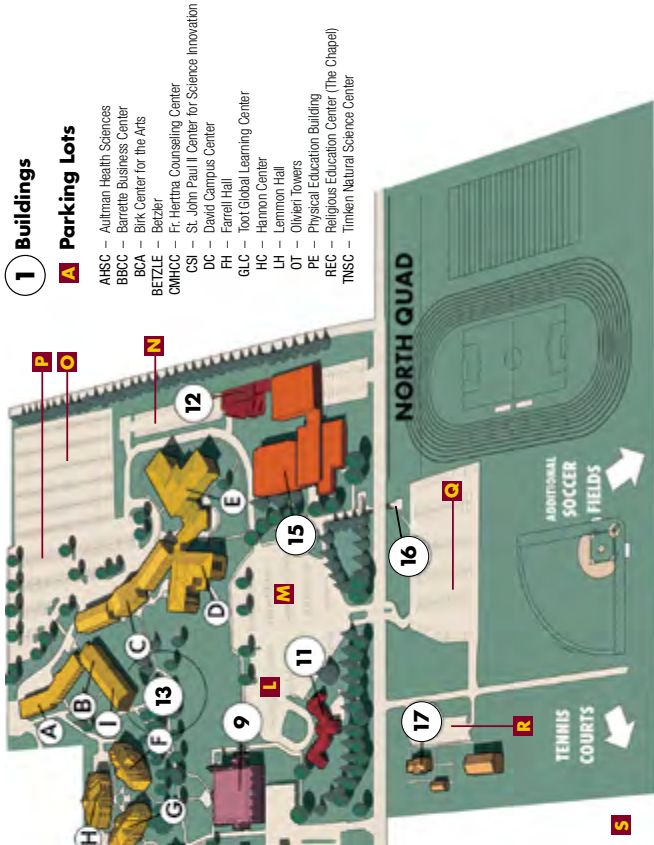 1 Buildings
A Parking Lots
AHSC – Aultman Health Sciences
BBCC – Barrette Business Center
BCA – Birk Center for the Arts
BETZLE – Betzler
CMHCC – Fr. Herttna Counseling Center
CSI – St. John Paul II Center for Science Innovation
DC – David Campus Center
FH – Farrell Hall
GLC – Toot Global Learning Center
HC – Hannon Center
LH – Lemmon Hall
OT – Olivieri Towers
PE – Physical Education Building
REC – Religious Education Center (The Chapel)
TNSC – Timken Natural Science Center
P
O
N
12
E
15
C
D
M
A
B
I
13
F
G
H
L
11
9
NORTH QUAD
16
Q
17
R
S
ADDITIONAL
SOCCER
FIELDS
TENNIS
COURTS